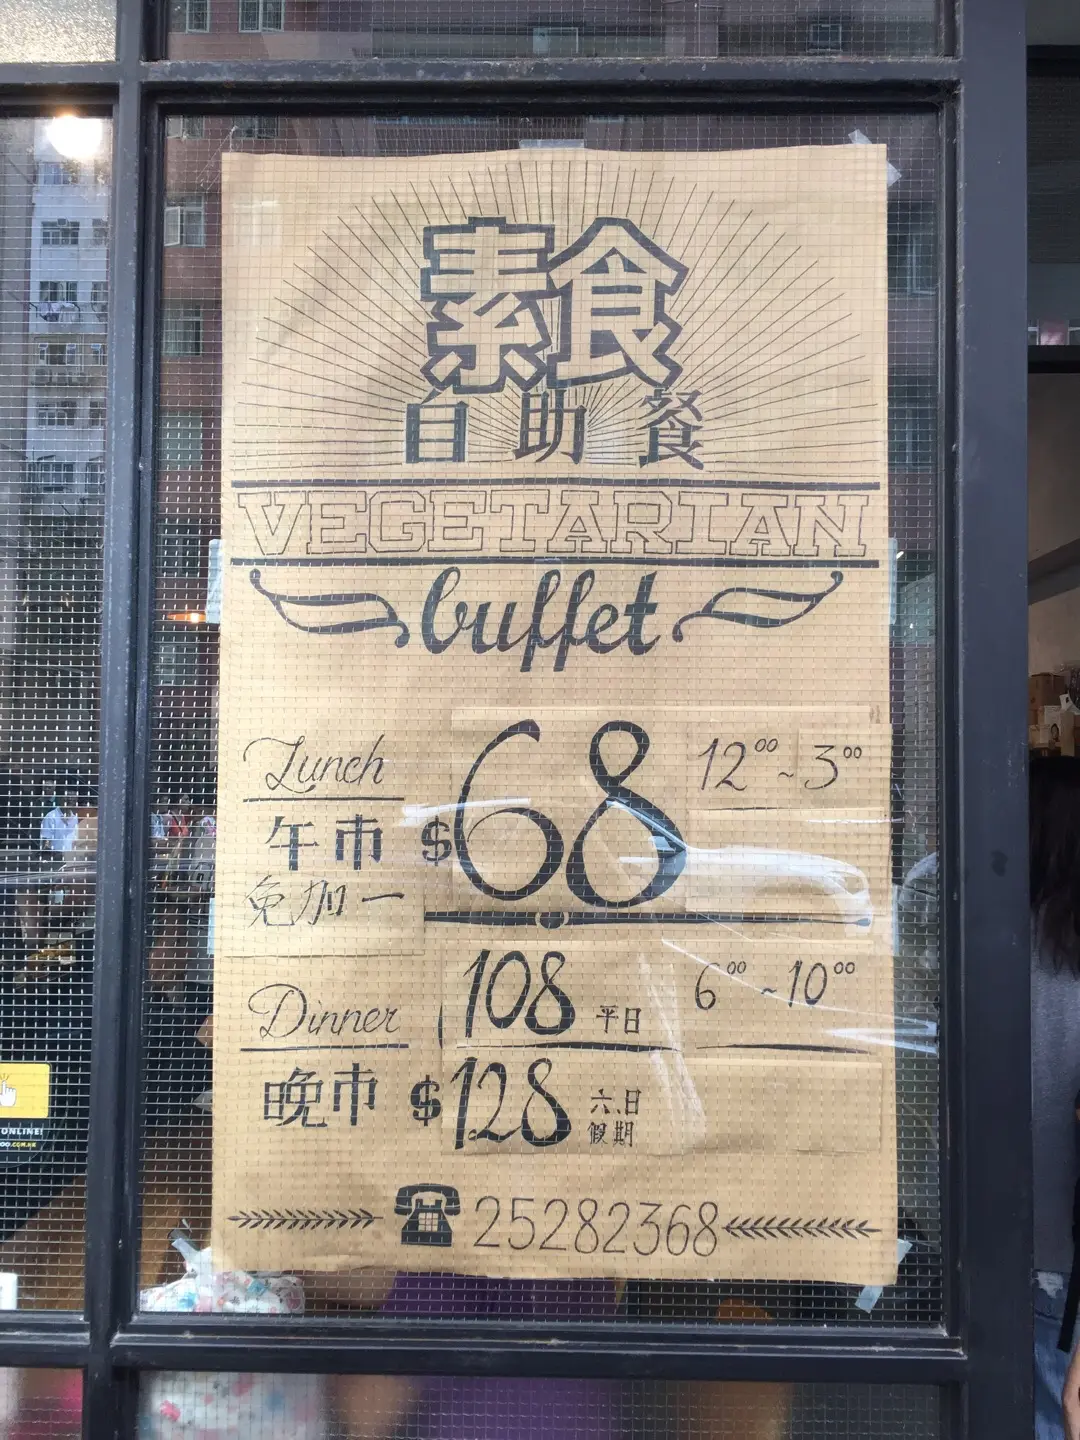 素食
自助餐
VEGETARIAN
buffet
Lunch
午市
免加一
$68
12⁰⁰ ~ 3⁰⁰
Dinner
晚市
108 平日
$128 六、日
假期
6⁰⁰ ~ 10⁰⁰
25282368
ONLINE!